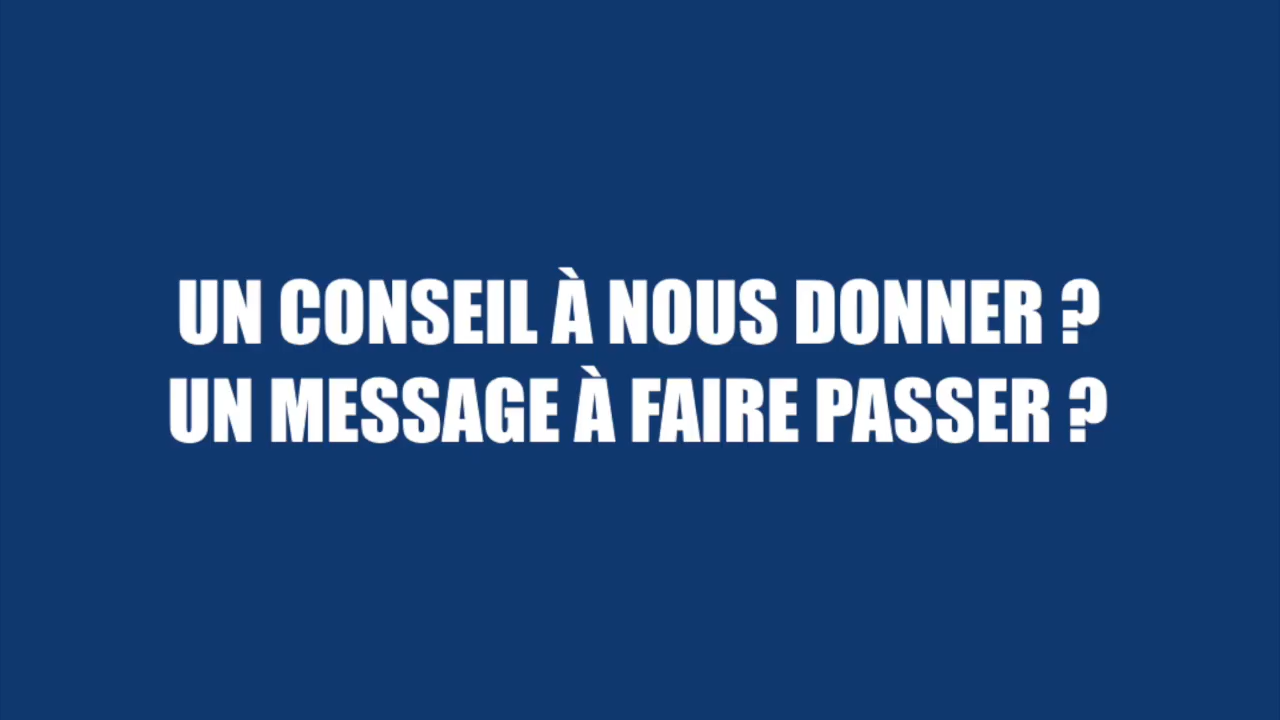 UN CONSEIL À NOUS DONNER ?
UN MESSAGE À FAIRE PASSER ?